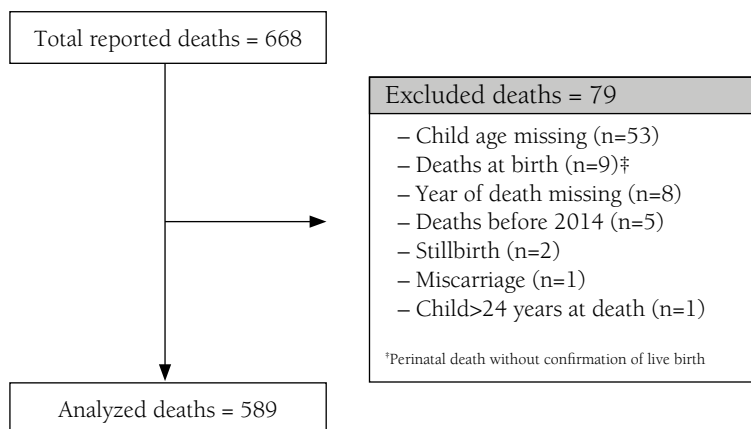 Total reported deaths = 668
Excluded deaths = 79
– Child age missing (n=53)
– Deaths at birth (n=9)‡
– Year of death missing (n=8)
– Deaths before 2014 (n=5)
– Stillbirth (n=2)
– Miscarriage (n=1)
– Child>24 years at death (n=1)
‡Perinatal death without confirmation of live birth
Analyzed deaths = 589